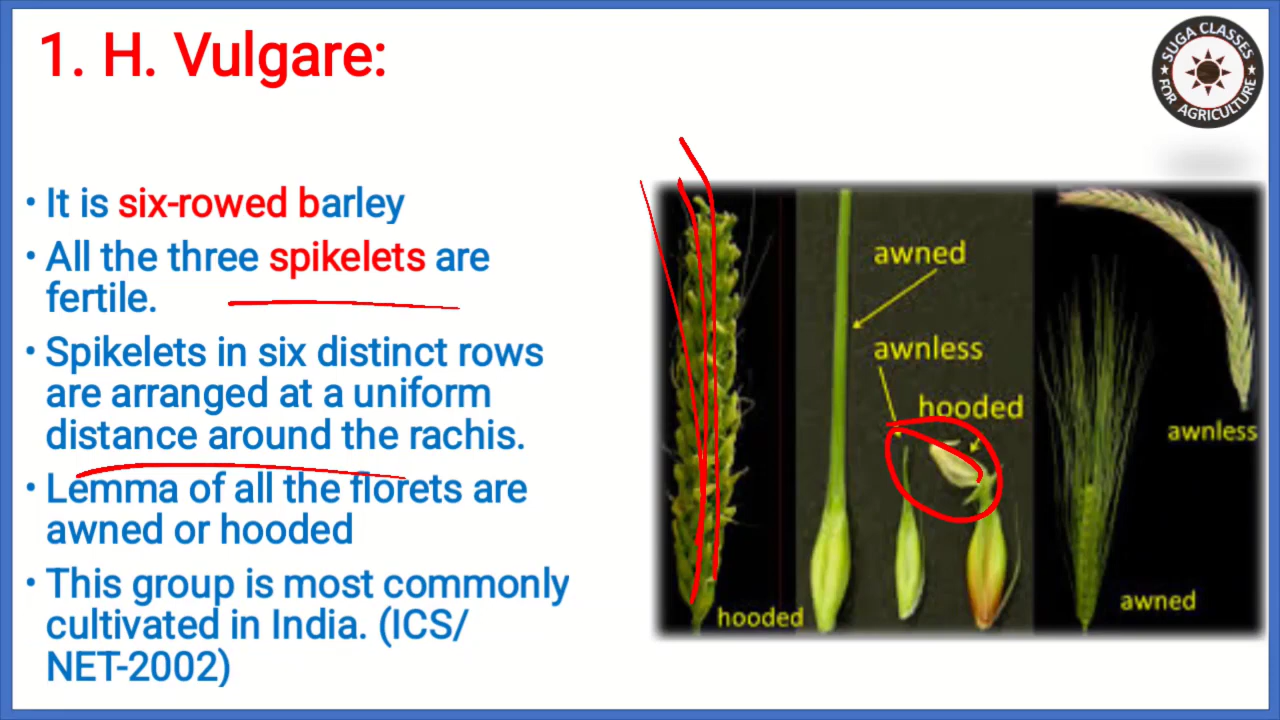 1. H. Vulgare:
SUGA CLASSES
FOR AGRICULTURE
• It is six-rowed barley
• All the three spikelets are
fertile.
• Spikelets in six distinct rows
are arranged at a uniform
distance around the rachis.
• Lemma of all the florets are
awned or hooded
• This group is most commonly
cultivated in India. (ICS/
NET-2002)
awned
awnless
hooded
awnless
awned
hooded